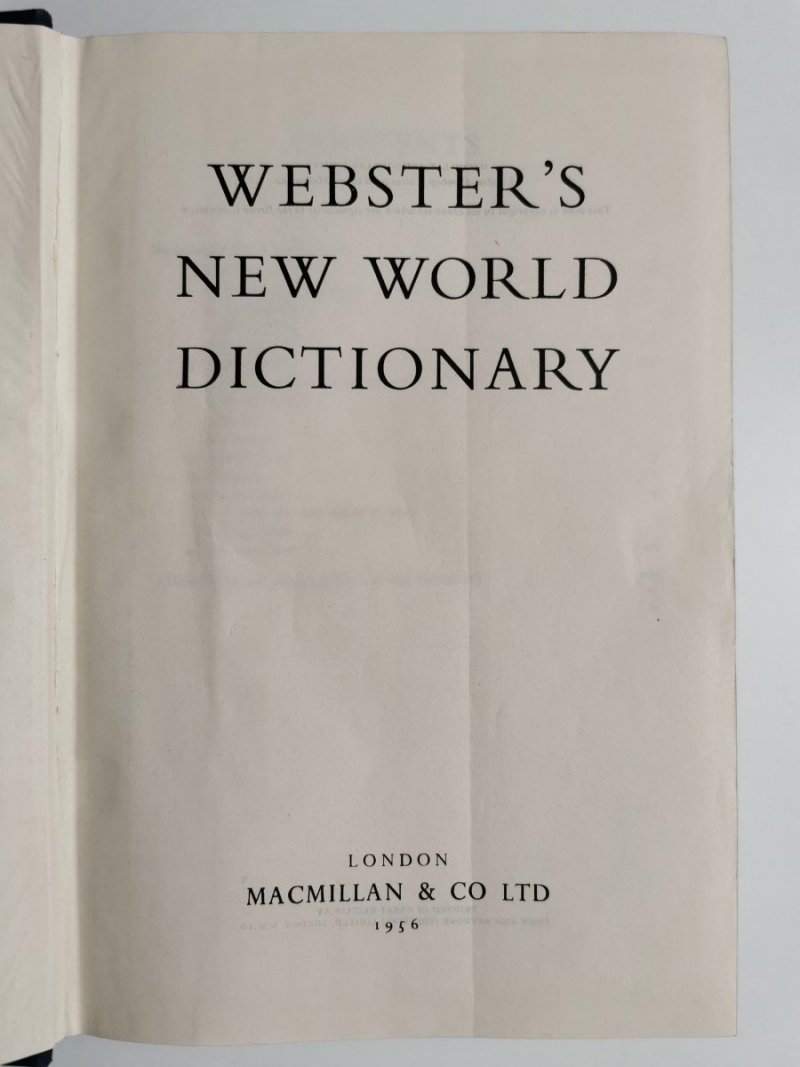 WEBSTER'S
NEW WORLD
DICTIONARY
LONDON
MACMILLAN & CO LTD
1956